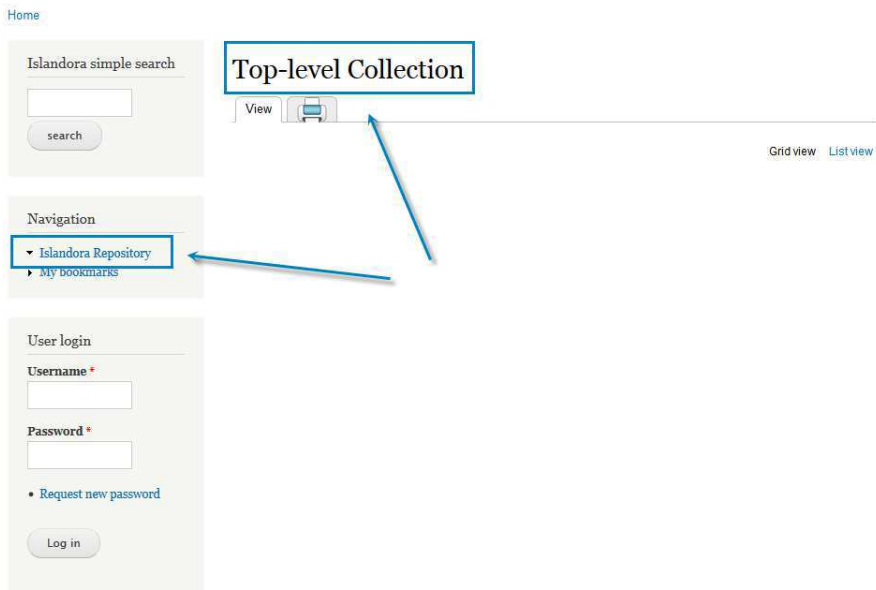 Home
Islandora simple search
search
Navigation
Islandora Repository
My bookmarks
User login
Username *
Password *
Request new password
Log in
Top-level Collection
View
Grid view List view